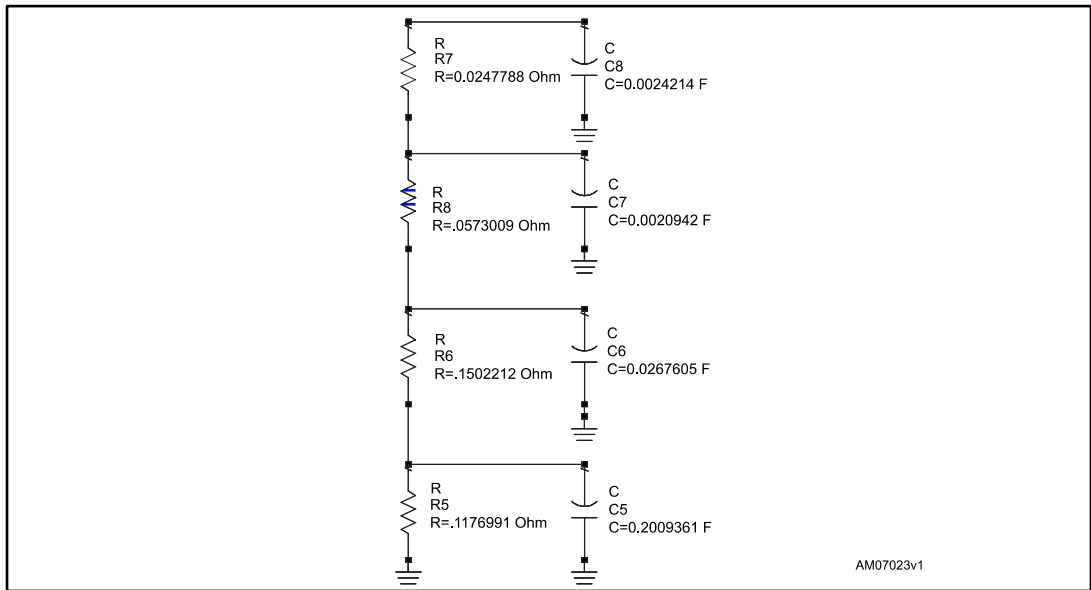 R
R7
R=0.0247788 Ohm
C
C8
C=0.0024214 F
R
R8
R=.0573009 Ohm
C
C7
C=0.0020942 F
R
R6
R=.1502212 Ohm
C
C6
C=0.0267605 F
R
R5
R=.1176991 Ohm
C
C5
C=0.2009361 F
AM07023v1